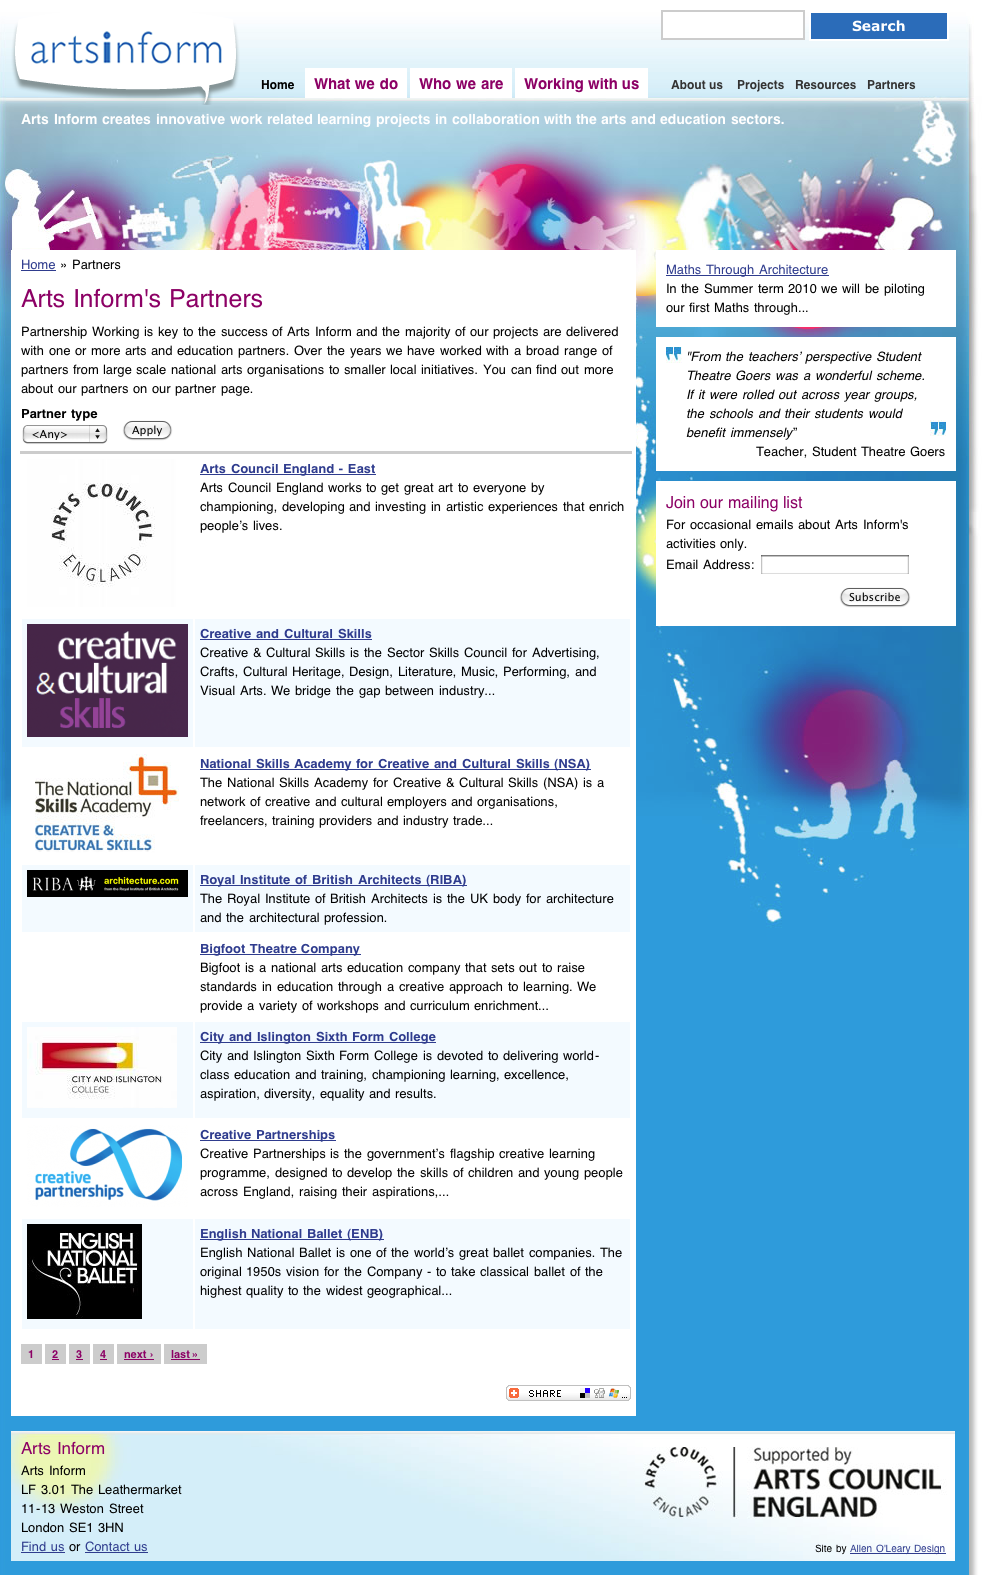 artsinform
Search
Home What we do Who we are Working with us About us Projects Resources Partners
Arts Inform creates innovative work related learning projects in collaboration with the arts and education sectors.
Home » Partners
Arts Inform's Partners
Partnership Working is key to the success of Arts Inform and the majority of our projects are delivered
with one or more arts and education partners. Over the years we have worked with a broad range of
partners from large scale national arts organisations to smaller local initiatives. You can find out more
about our partners on our partner page.
Partner type
<Any> Apply
ARTS COUNCIL
ENGLAND
Arts Council England - East
Arts Council England works to get great art to everyone by
championing, developing and investing in artistic experiences that enrich
people's lives.
creative
& cultural
skills
Creative and Cultural Skills
Creative & Cultural Skills is the Sector Skills Council for Advertising,
Crafts, Cultural Heritage, Design, Literature, Music, Performing, and
Visual Arts. We bridge the gap between industry...
The National
Skills Academy
CREATIVE &
CULTURAL SKILLS
National Skills Academy for Creative and Cultural Skills (NSA)
The National Skills Academy for Creative & Cultural Skills (NSA) is a
network of creative and cultural employers and organisations,
freelancers, training providers and industry trade...
RIBA architecture.com
from the Royal Institute of British Architects
Royal Institute of British Architects (RIBA)
The Royal Institute of British Architects is the UK body for architecture
and the architectural profession.
Bigfoot Theatre Company
Bigfoot is a national arts education company that sets out to raise
standards in education through a creative approach to learning. We
provide a variety of workshops and curriculum enrichment...
CITY AND ISLINGTON
COLLEGE
City and Islington Sixth Form College
City and Islington Sixth Form College is devoted to delivering world-
class education and training, championing learning, excellence,
aspiration, diversity, equality and results.
creative
partnerships
Creative Partnerships
Creative Partnerships is the government's flagship creative learning
programme, designed to develop the skills of children and young people
across England, raising their aspirations,...
ENGLISH
NATIONAL
BALLET
English National Ballet (ENB)
English National Ballet is one of the world's great ballet companies. The
original 1950s vision for the Company - to take classical ballet of the
highest quality to the widest geographical...
1 2 3 4 next › last »
SHARE ...
Maths Through Architecture
In the Summer term 2010 we will be piloting
our first Maths through...
"From the teachers' perspective Student
Theatre Goers was a wonderful scheme.
If it were rolled out across year groups,
the schools and their students would
benefit immensely"
Teacher, Student Theatre Goers
Join our mailing list
For occasional emails about Arts Inform's
activities only.
Email Address:
Subscribe
Arts Inform
Arts Inform
LF 3.01 The Leathermarket
11-13 Weston Street
London SE1 3HN
Find us or Contact us
ARTS COUNCIL
ENGLAND
Supported by
ARTS COUNCIL
ENGLAND
Site by Allen O'Leary Design